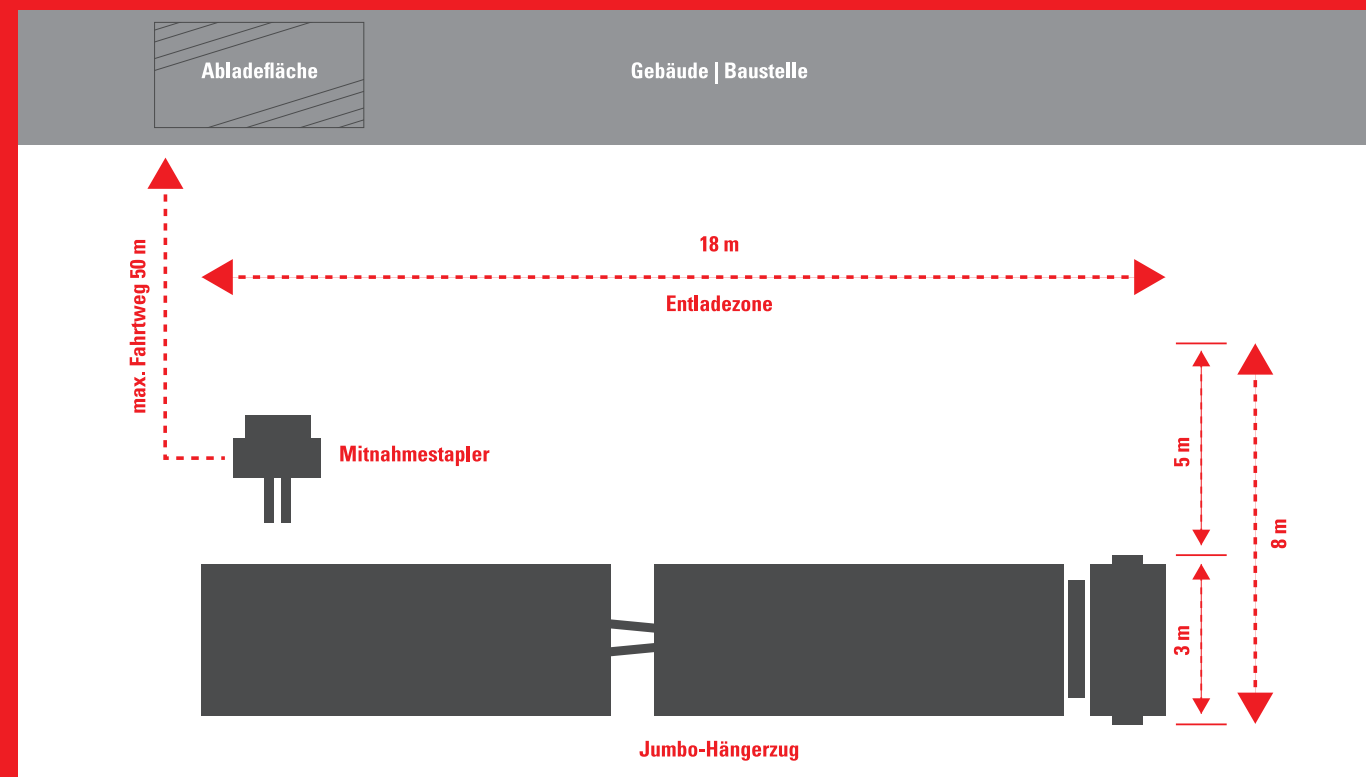 Abladefläche
Gebäude | Baustelle
max. Fahrtweg 50 m
18 m
Entladezone
Mitnahmestapler
5 m
8 m
3 m
Jumbo-Hängerzug